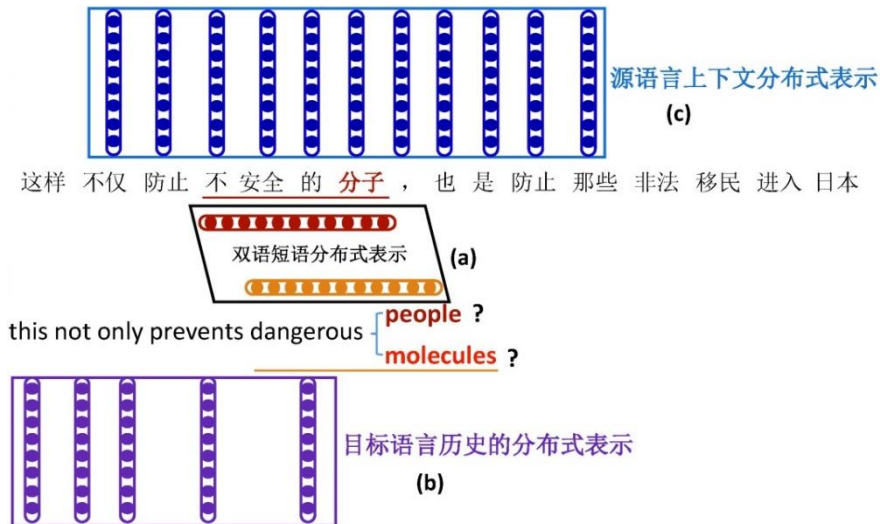 源语言上下文分布式表示
(c)
这样 不仅 防止 不 安全 的 分子 , 也 是 防止 那些 非法 移民 进入 日本
双语短语分布式表示
(a)
this not only prevents dangerous
people ?
molecules ?
目标语言历史的分布式表示
(b)